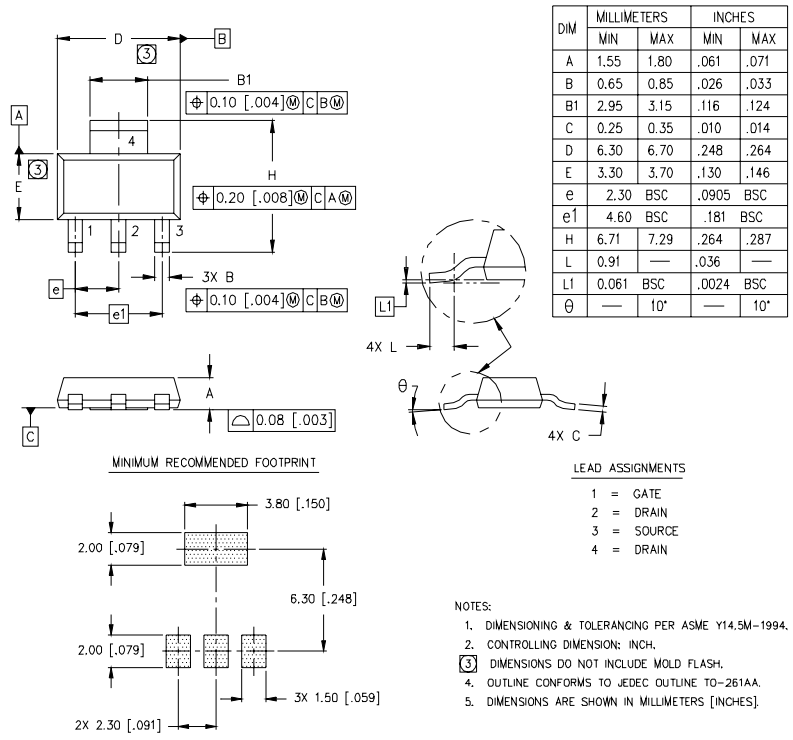 D
B
3
B1
⌖ 0.10 [.004]Ⓜ C BⓂ
A
4
3
E
H
⌖ 0.20 [.008]Ⓜ C AⓂ
1 2 3
3X B
e
⌖ 0.10 [.004]Ⓜ C BⓂ
e1
L1
4X L
DIM MILLIMETERS INCHES
MIN MAX MIN MAX
A 1.55 1.80 .061 .071
B 0.65 0.85 .026 .033
B1 2.95 3.15 .116 .124
C 0.25 0.35 .010 .014
D 6.30 6.70 .248 .264
E 3.30 3.70 .130 .146
e 2.30 BSC .0905 BSC
e1 4.60 BSC .181 BSC
H 6.71 7.29 .264 .287
L 0.91 — .036 —
L1 0.061 BSC .0024 BSC
θ — 10° — 10°
A
C
⌓ 0.08 [.003]
θ
4X C
MINIMUM RECOMMENDED FOOTPRINT
3.80 [.150]
2.00 [.079]
6.30 [.248]
2.00 [.079]
3X 1.50 [.059]
2X 2.30 [.091]
LEAD ASSIGNMENTS
1 = GATE
2 = DRAIN
3 = SOURCE
4 = DRAIN
NOTES:
1. DIMENSIONING & TOLERANCING PER ASME Y14.5M-1994.
2. CONTROLLING DIMENSION: INCH.
3 DIMENSIONS DO NOT INCLUDE MOLD FLASH.
4. OUTLINE CONFORMS TO JEDEC OUTLINE TO-261AA.
5. DIMENSIONS ARE SHOWN IN MILLIMETERS [INCHES].